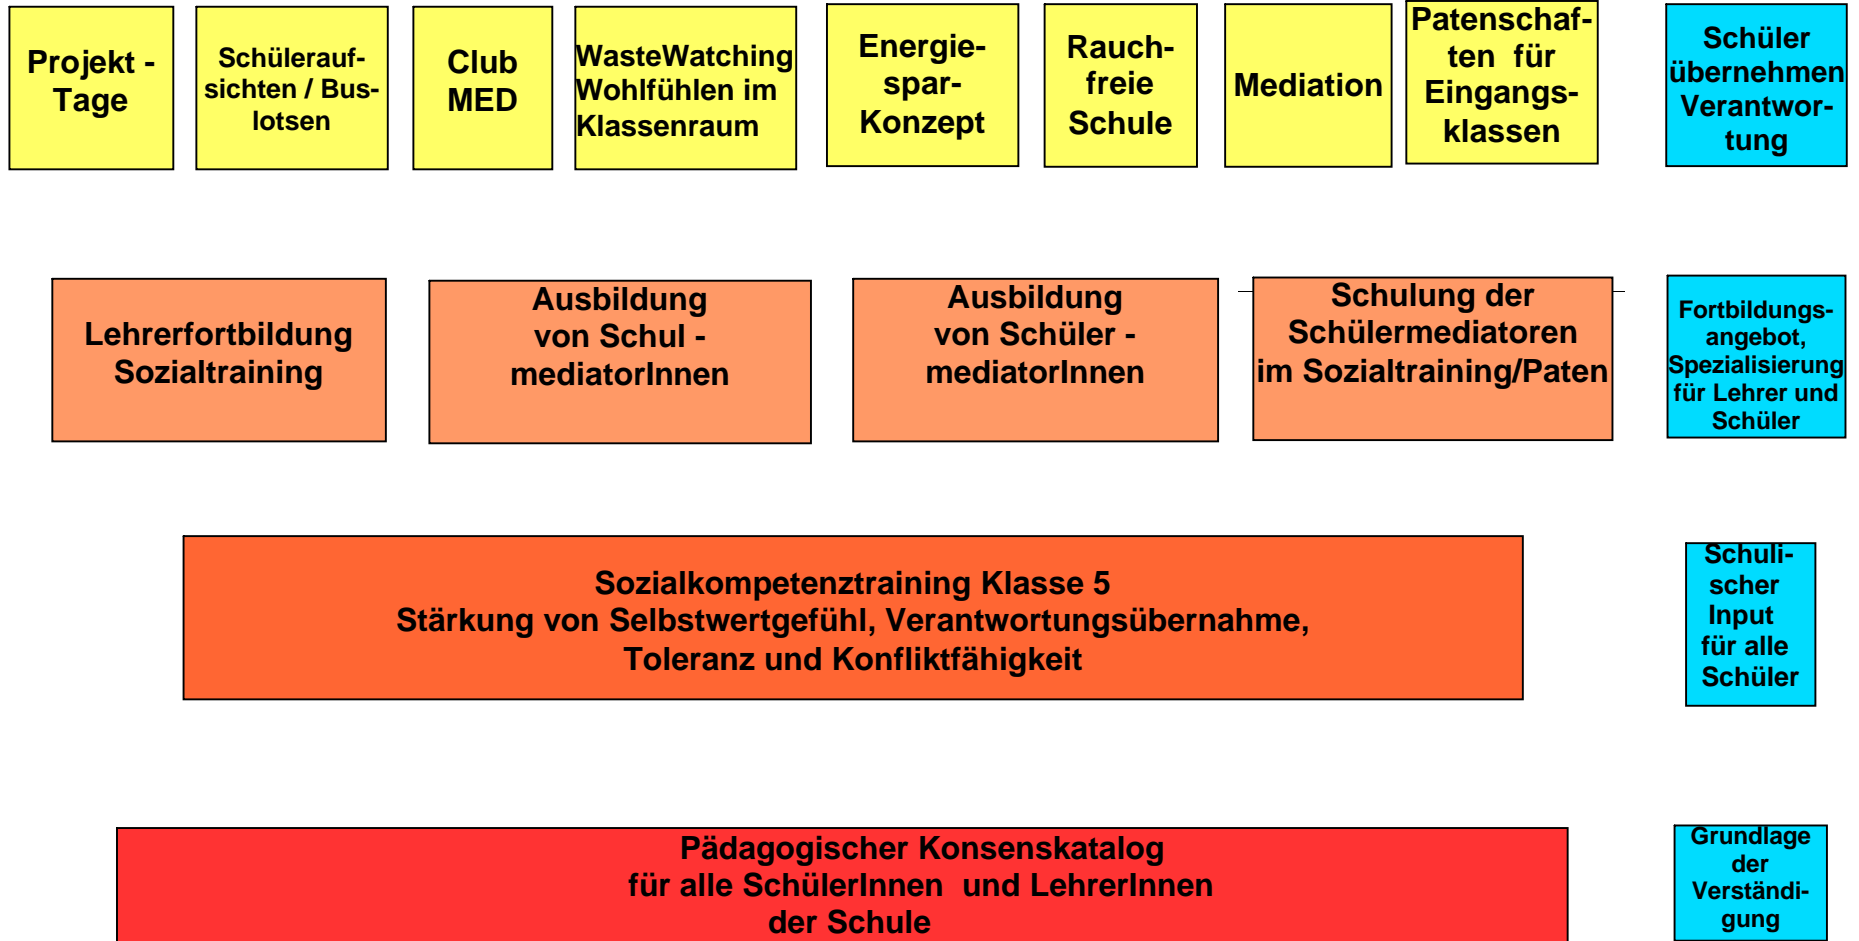 Projekt -
Tage
Schülerauf-
sichten / Bus-
lotsen
Club
MED
WasteWatching
Wohlfühlen im
Klassenraum
Energie-
spar-
Konzept
Rauch-
freie
Schule
Mediation
Patenschaf-
ten für
Eingangs-
klassen
Schüler
übernehmen
Verantwor-
tung
Lehrerfortbildung
Sozialtraining
Ausbildung
von Schul -
mediatorInnen
Ausbildung
von Schüler -
mediatorInnen
Schulung der
Schülermediatoren
im Sozialtraining/Paten
Fortbildungs-
angebot,
Spezialisierung
für Lehrer und
Schüler
Sozialkompetenztraining Klasse 5
Stärkung von Selbstwertgefühl, Verantwortungsübernahme,
Toleranz und Konfliktfähigkeit
Schuli-
scher
Input
für alle
Schüler
Pädagogischer Konsenskatalog
für alle SchülerInnen und LehrerInnen
der Schule
Grundlage
der
Verständi-
gung